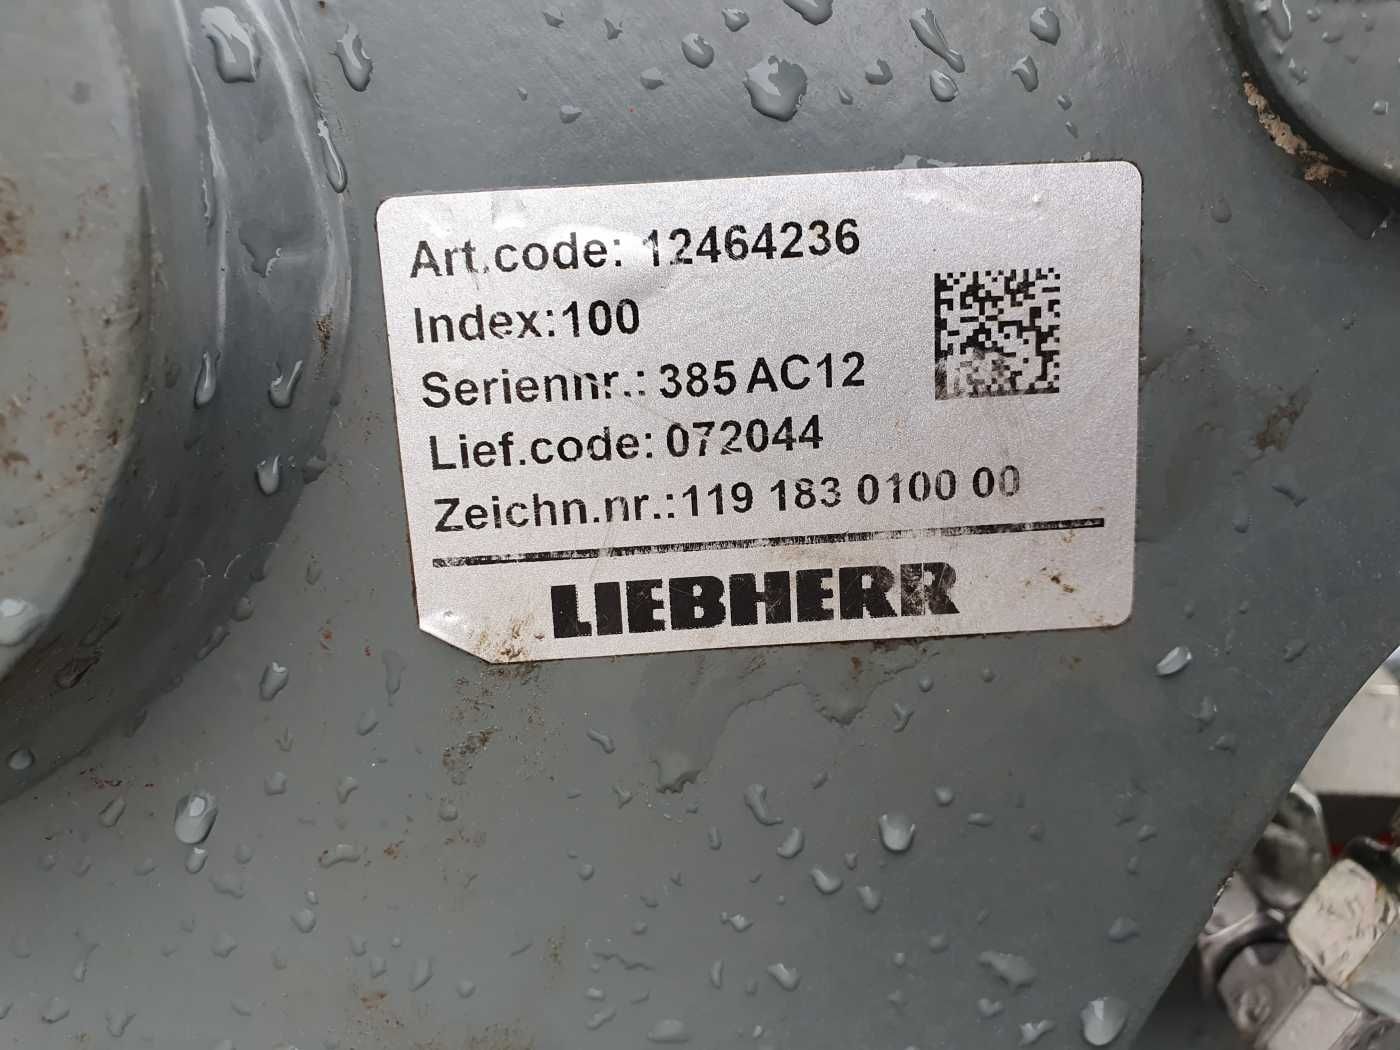 Art.code: 12464236
Index:100
Seriennr.: 385 AC12
Lief.code: 072044
Zeichn.nr.:119 183 0100 00
LIEBHERR